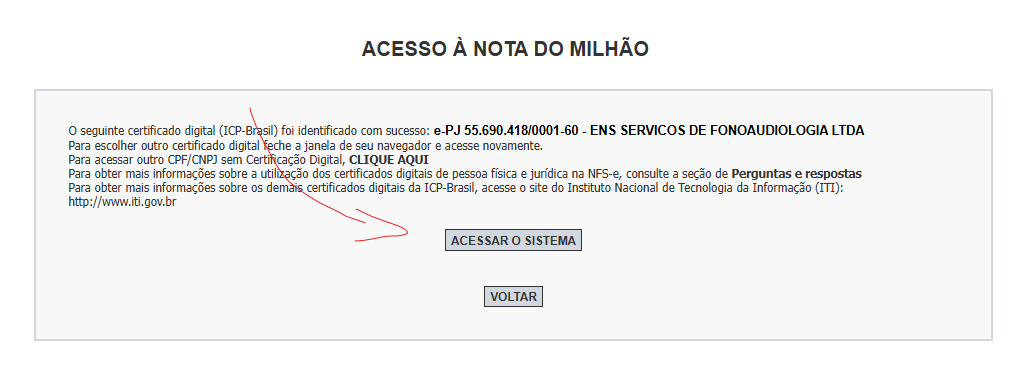 ACESSO À NOTA DO MILHÃO
O seguinte certificado digital (ICP-Brasil) foi identificado com sucesso: e-PJ 55.690.418/0001-60 - ENS SERVICOS DE FONOAUDIOLOGIA LTDA
Para escolher outro certificado digital feche a janela de seu navegador e acesse novamente.
Para acessar outro CPF/CNPJ sem Certificação Digital, CLIQUE AQUI
Para obter mais informações sobre a utilização dos certificados digitais de pessoa física e jurídica na NFS-e, consulte a seção de Perguntas e respostas
Para obter mais informações sobre os demais certificados digitais da ICP-Brasil, acesse o site do Instituto Nacional de Tecnologia da Informação (ITI):
http://www.iti.gov.br
ACESSAR O SISTEMA
VOLTAR